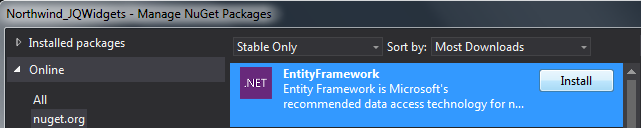 Northwind_JQWidgets - Manage NuGet Packages
Installed packages
Stable Only
Sort by: Most Downloads
Online
.NET
EntityFramework
Install
Entity Framework is Microsoft's
recommended data access technology for n...
All
nuget.org